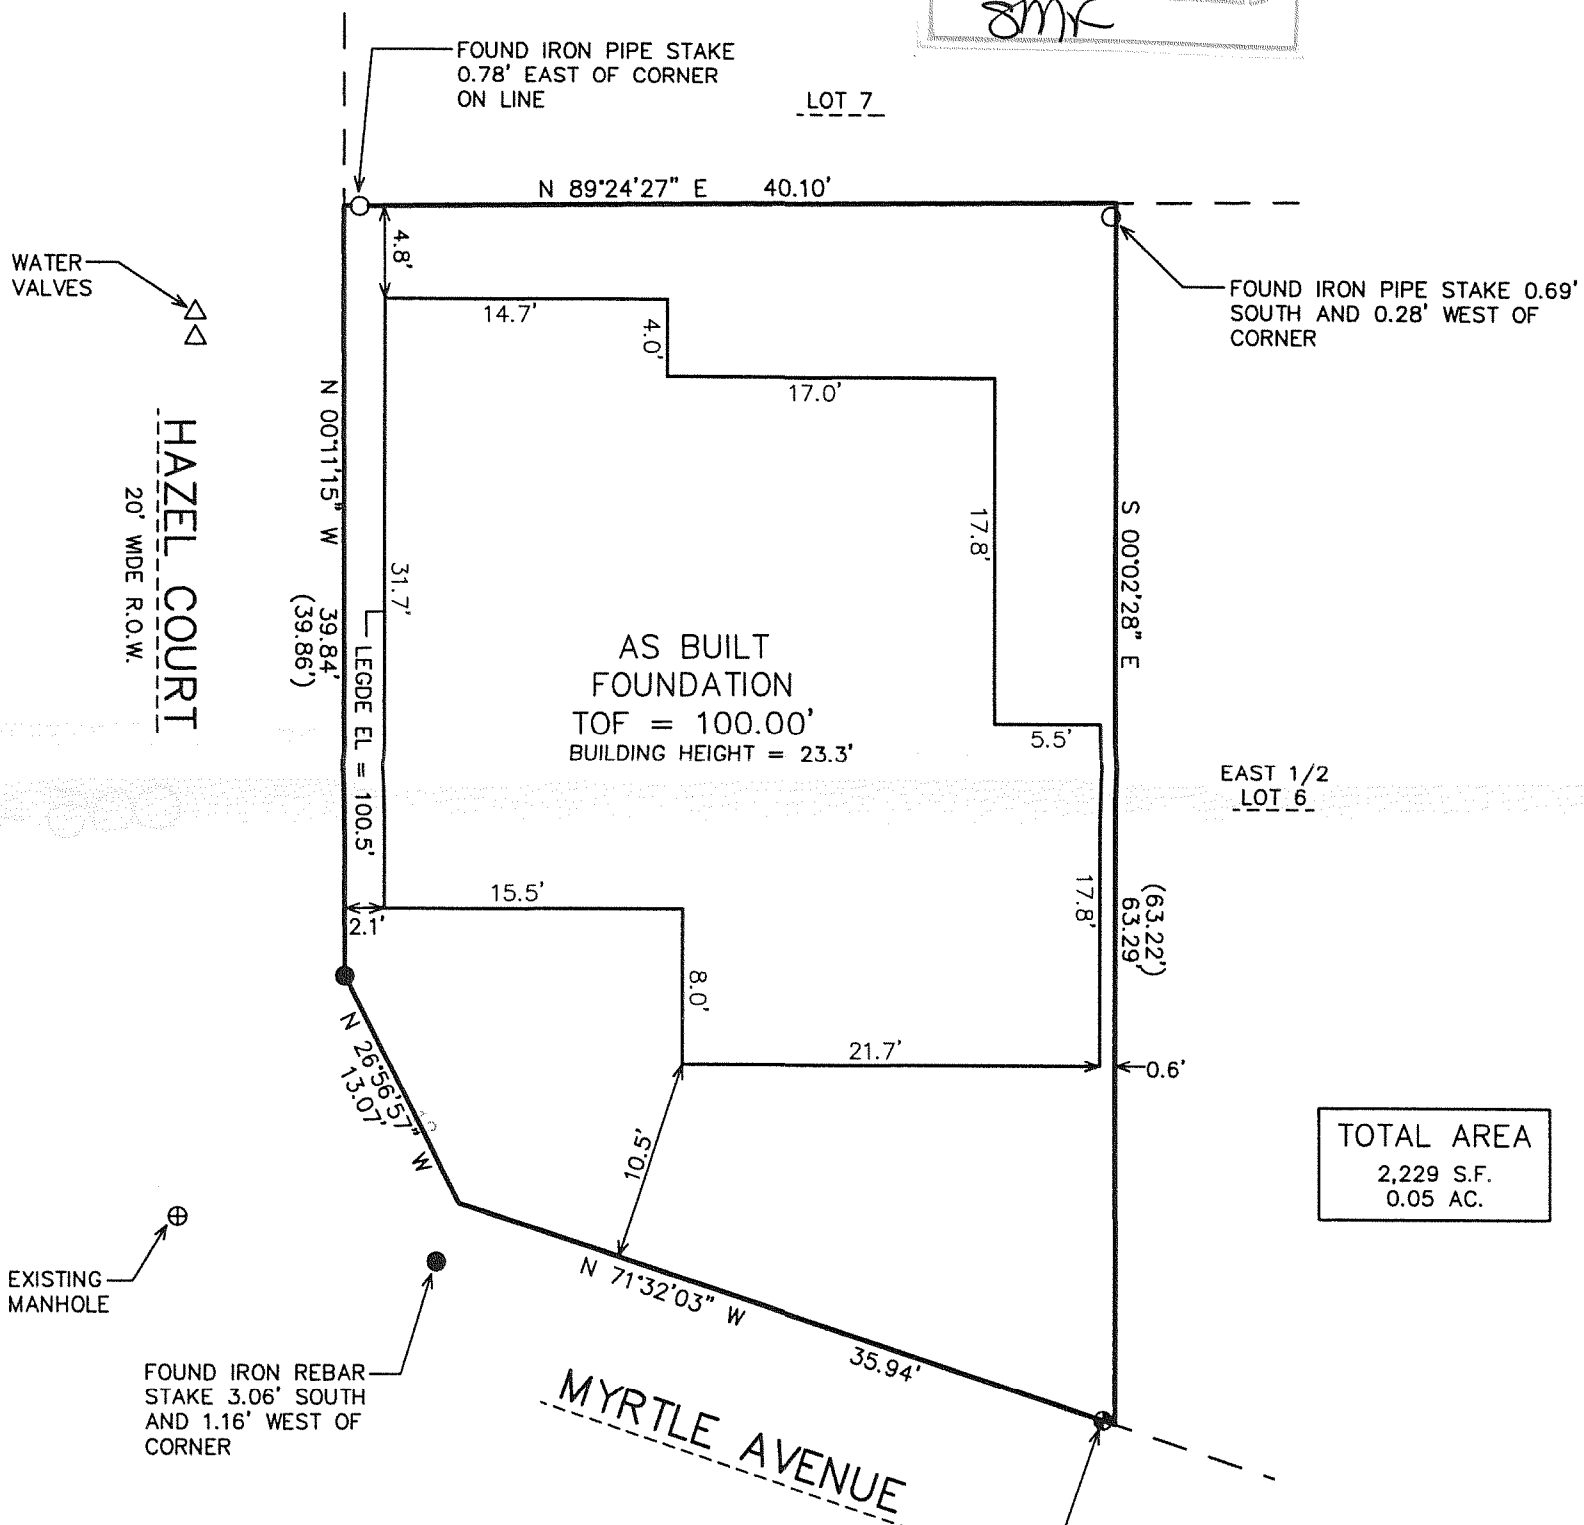 SMK
FOUND IRON PIPE STAKE
0.78' EAST OF CORNER
ON LINE
LOT 7
N 89°24'27" E 40.10'
WATER
VALVES
4.8'
14.7'
4.0'
17.0'
FOUND IRON PIPE STAKE 0.69'
SOUTH AND 0.28' WEST OF
CORNER
HAZEL COURT
20' WIDE R.O.W.
N 00°11'15" W
39.84'
(39.86')
31.7'
LEGDE EL = 100.5'
17.8'
S 00°02'28" E
AS BUILT
FOUNDATION
TOF = 100.00'
BUILDING HEIGHT = 23.3'
5.5'
EAST 1/2
LOT 6
17.8'
(63.22')
63.29'
15.5'
2.1'
8.0'
21.7'
0.6'
N 26°56'57" W
13.07'
10.5'
TOTAL AREA
2,229 S.F.
0.05 AC.
N 71°32'03" W
35.94'
EXISTING
MANHOLE
FOUND IRON REBAR
STAKE 3.06' SOUTH
AND 1.16' WEST OF
CORNER
MYRTLE AVENUE